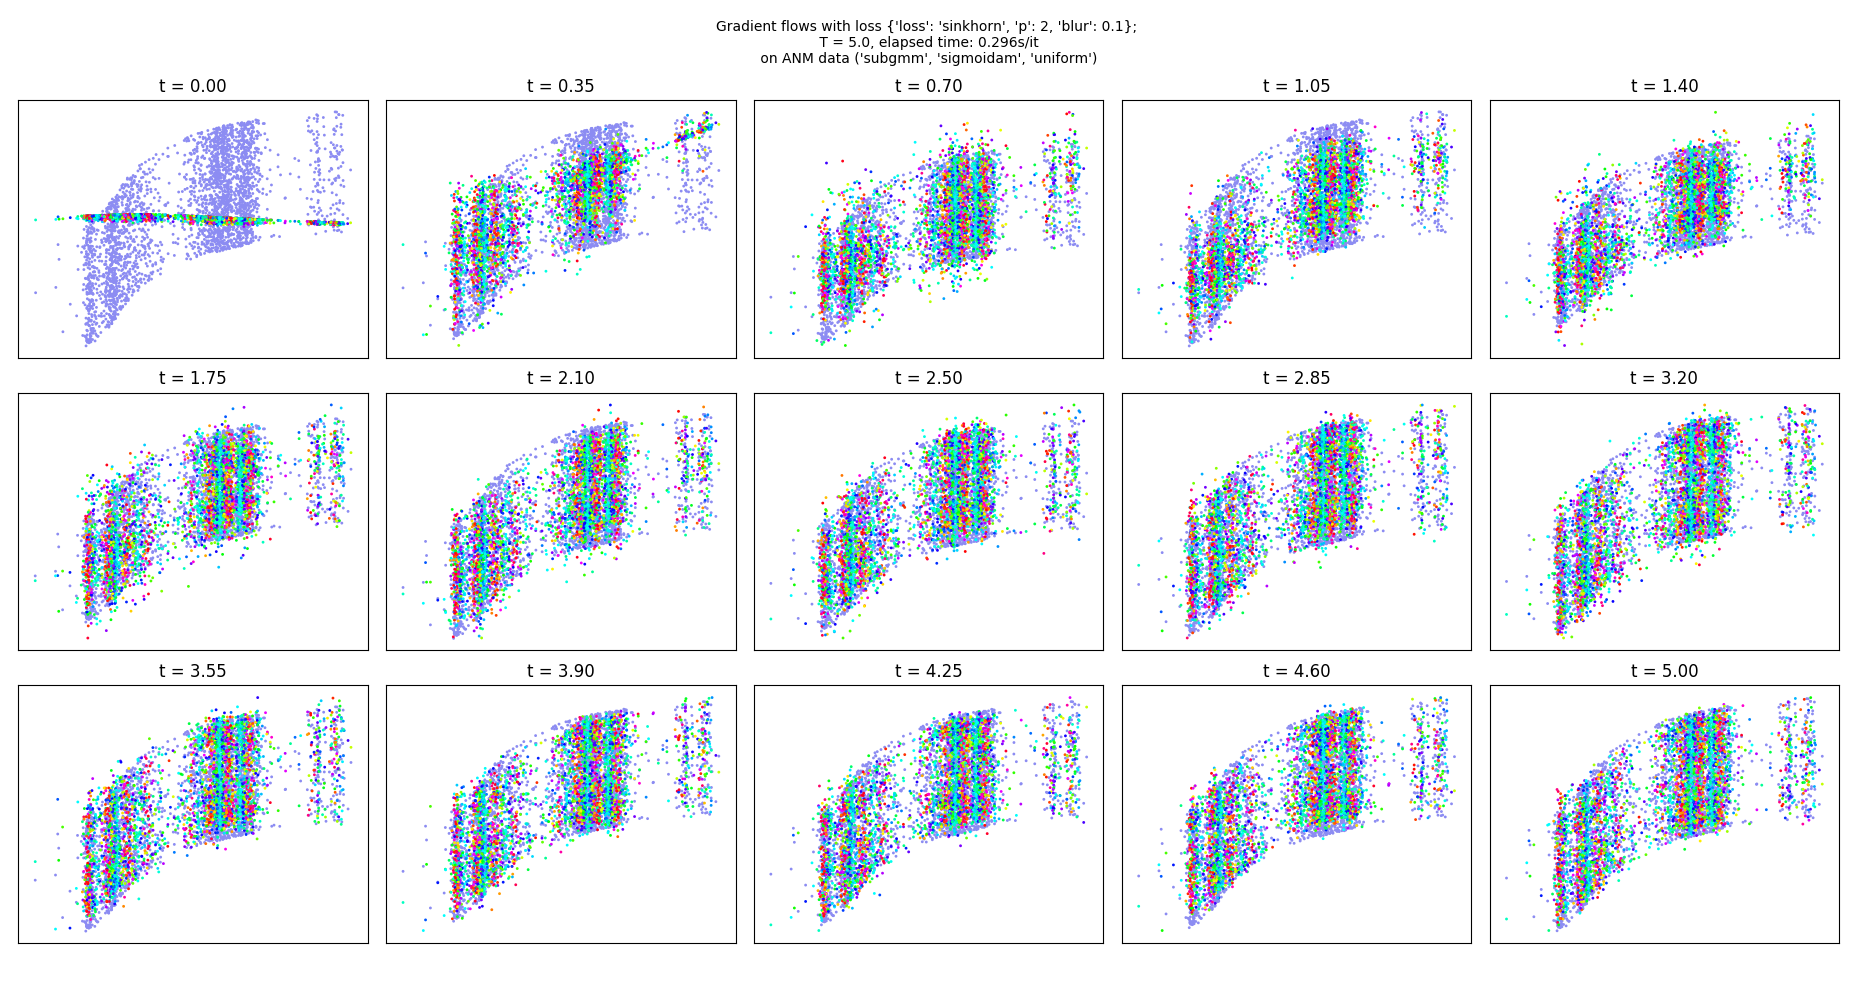 Gradient flows with loss {'loss': 'sinkhorn', 'p': 2, 'blur': 0.1};
T = 5.0, elapsed time: 0.296s/it
on ANM data ('subgmm', 'sigmoidam', 'uniform')
t = 0.00
t = 0.35
t = 0.70
t = 1.05
t = 1.40
t = 1.75
t = 2.10
t = 2.50
t = 2.85
t = 3.20
t = 3.55
t = 3.90
t = 4.25
t = 4.60
t = 5.00